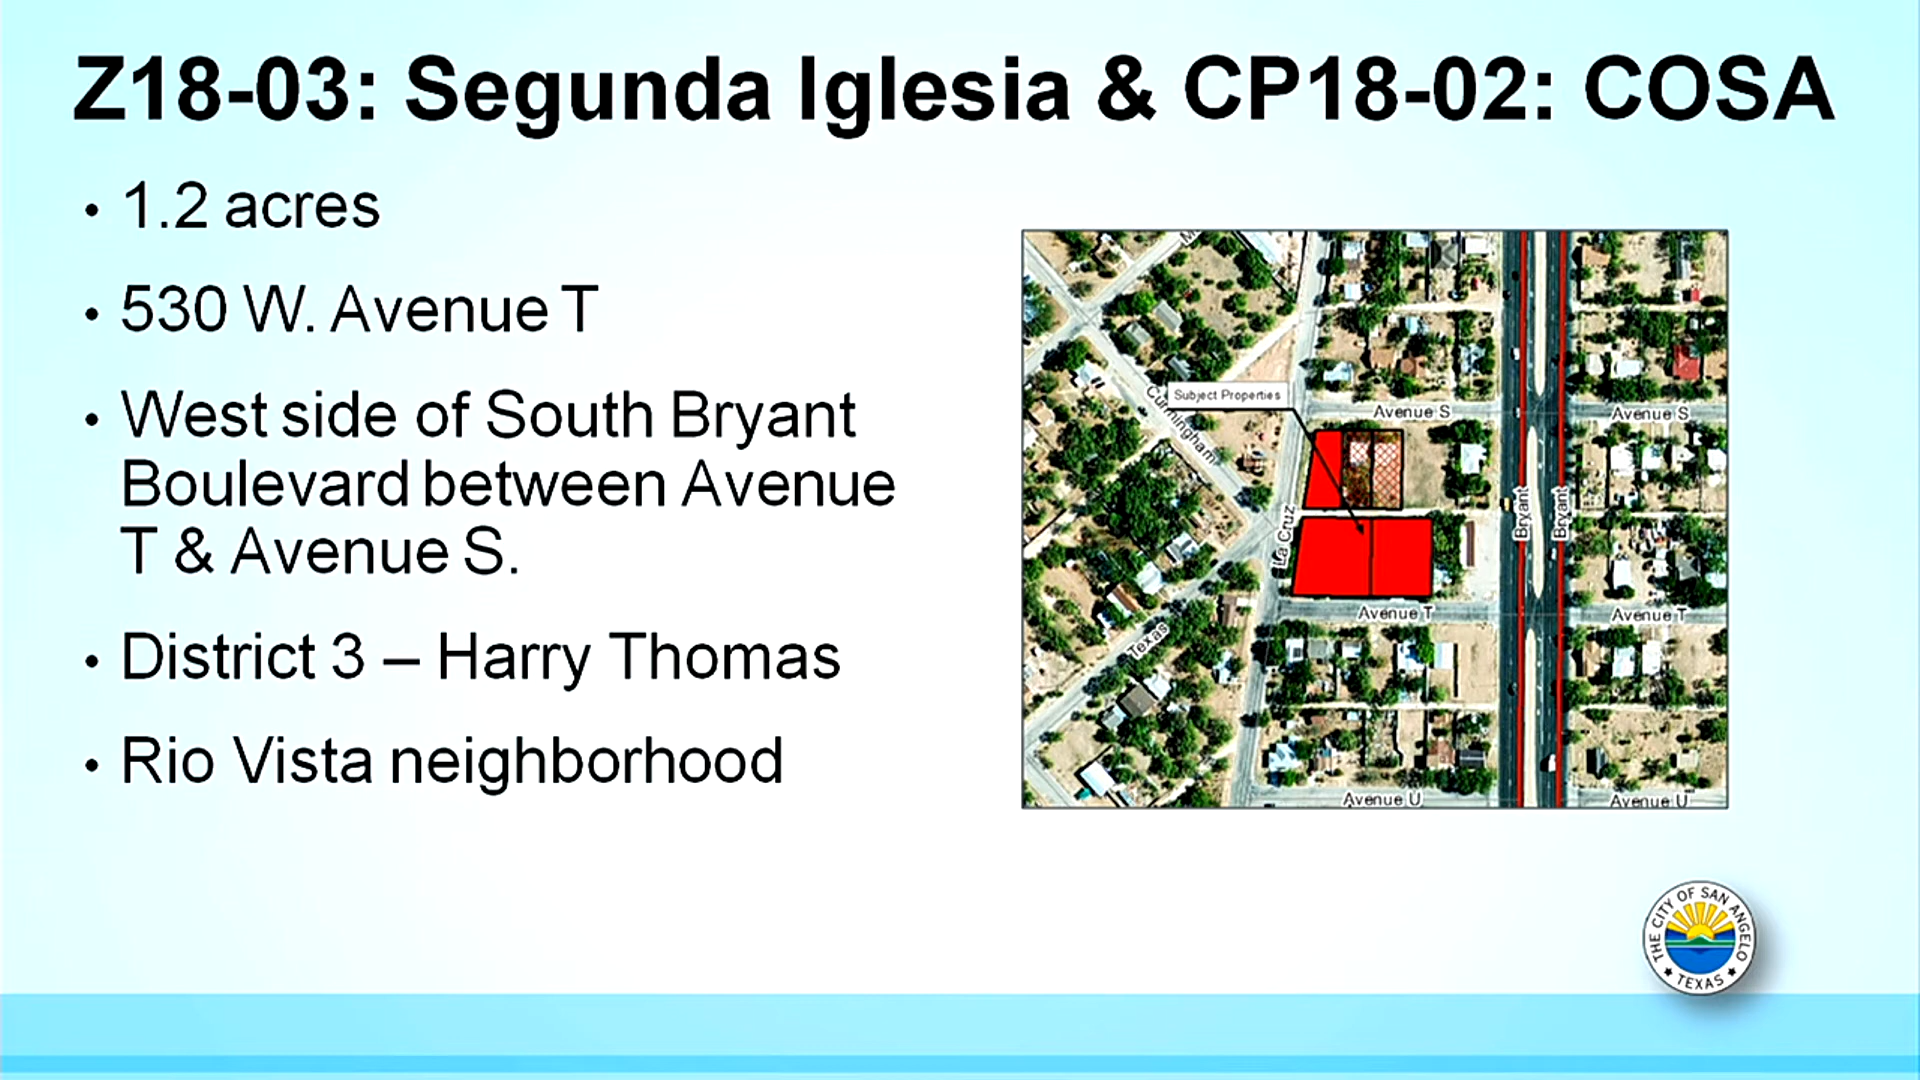 Z18-03: Segunda Iglesia & CP18-02: COSA
• 1.2 acres
• 530 W. Avenue T
• West side of South Bryant
Boulevard between Avenue
T & Avenue S.
• District 3 – Harry Thomas
• Rio Vista neighborhood
Subject Properties
Cunningham
Avenue S
Avenue S
La Cruz
Bryant
Bryant
Avenue T
Avenue T
Texas
Avenue U
Avenue U
THE CITY OF SAN ANGELO
TEXAS